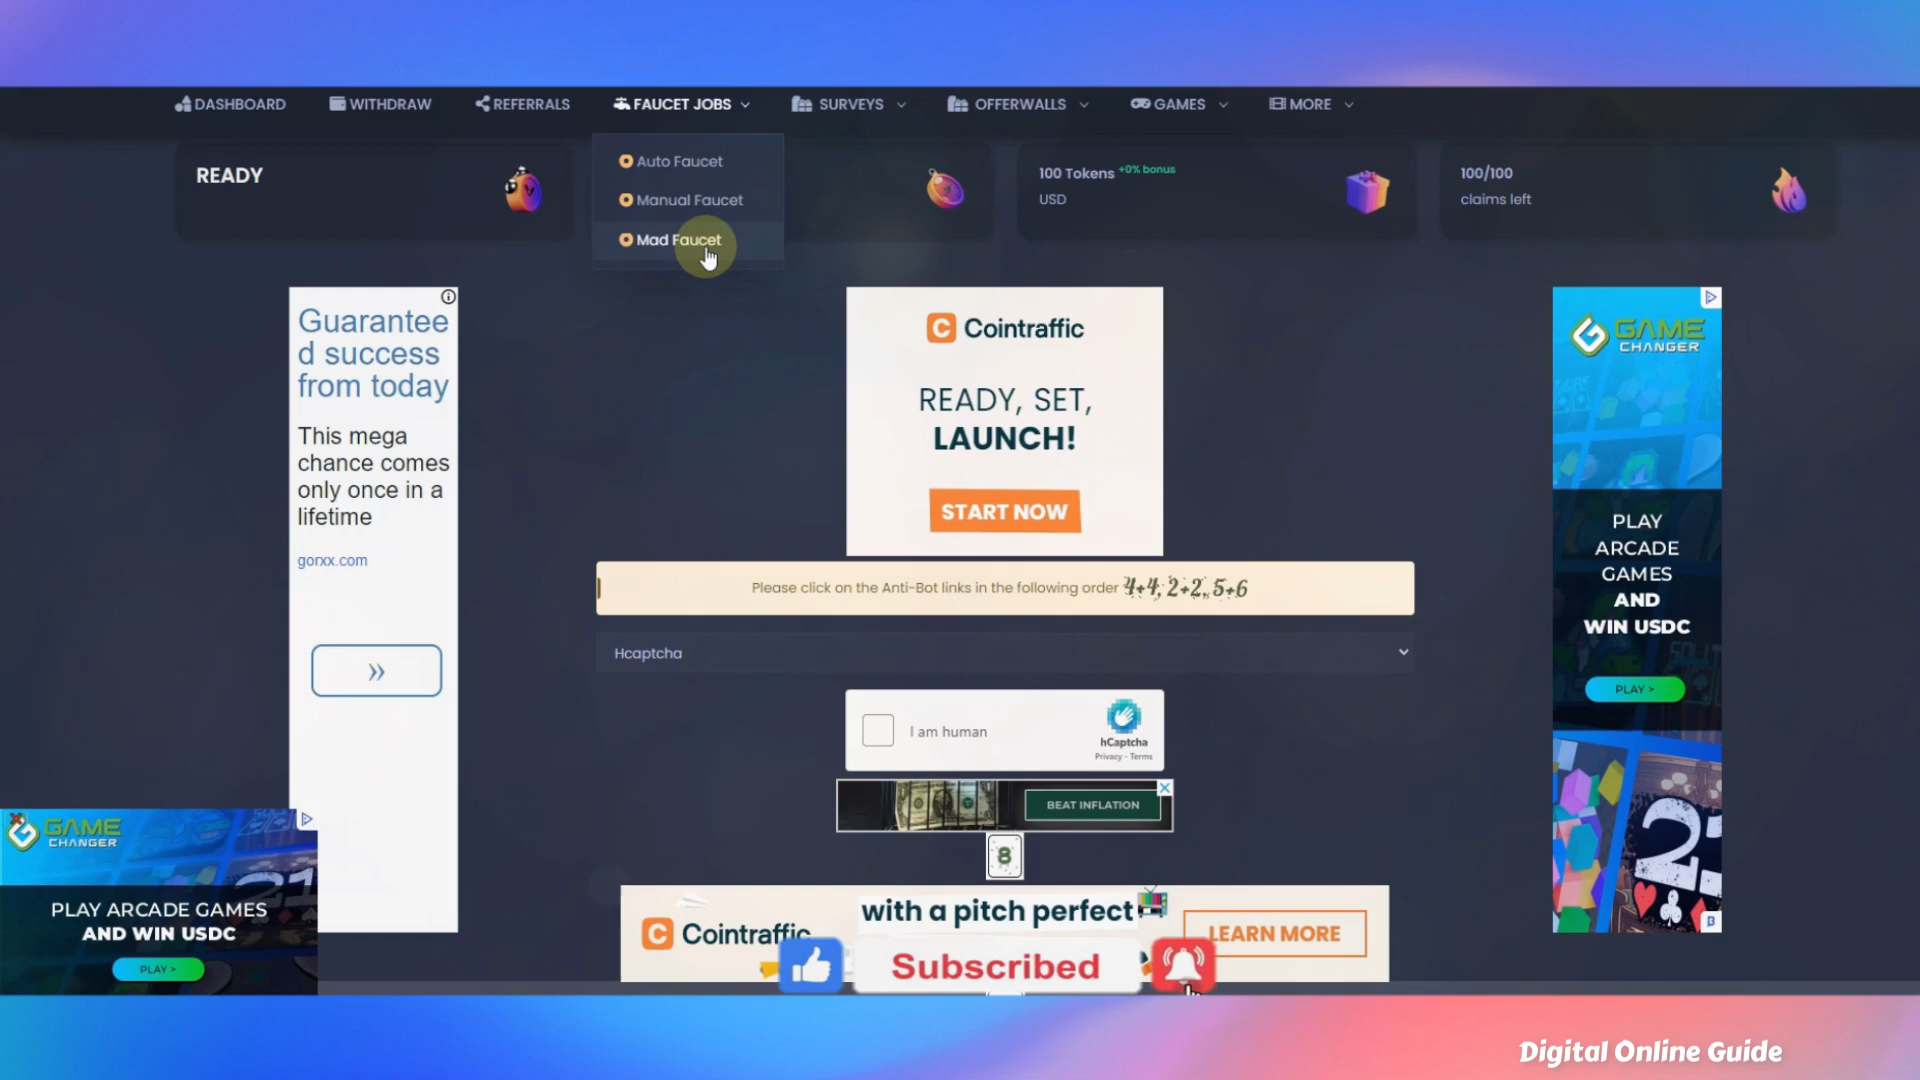 DASHBOARD
WITHDRAW
REFERRALS
FAUCET JOBS
SURVEYS
OFFERWALLS
GAMES
MORE
READY
Auto Faucet
Manual Faucet
Mad Faucet
100 Tokens +0% bonus
USD
100/100
claims left
Guarantee
d success
from today
This mega
chance comes
only once in a
lifetime
gorxx.com
Cointraffic
READY, SET,
LAUNCH!
START NOW
GAME
CHANGER
PLAY
ARCADE
GAMES
AND
WIN USDC
PLAY >
21
Please click on the Anti-Bot links in the following order 4+4, 2+2, 5+6
Hcaptcha
I am human
hCaptcha
Privacy - Terms
BEAT INFLATION
8
GAME
CHANGER
21
PLAY ARCADE GAMES
AND WIN USDC
PLAY >
Cointraffic
with a pitch perfect
LEARN MORE
Subscribed
Digital Online Guide